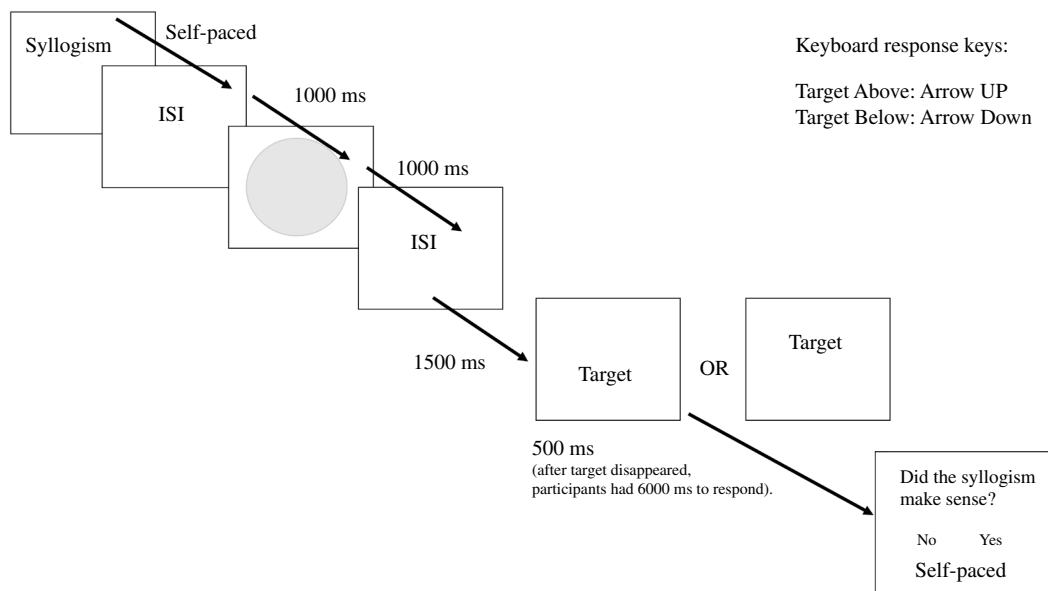 Syllogism
Self-paced
Keyboard response keys:
Target Above: Arrow UP
Target Below: Arrow Down
ISI
1000 ms
1000 ms
ISI
1500 ms
Target
OR
Target
500 ms
(after target disappeared,
participants had 6000 ms to respond).
Did the syllogism
make sense?
No Yes
Self-paced